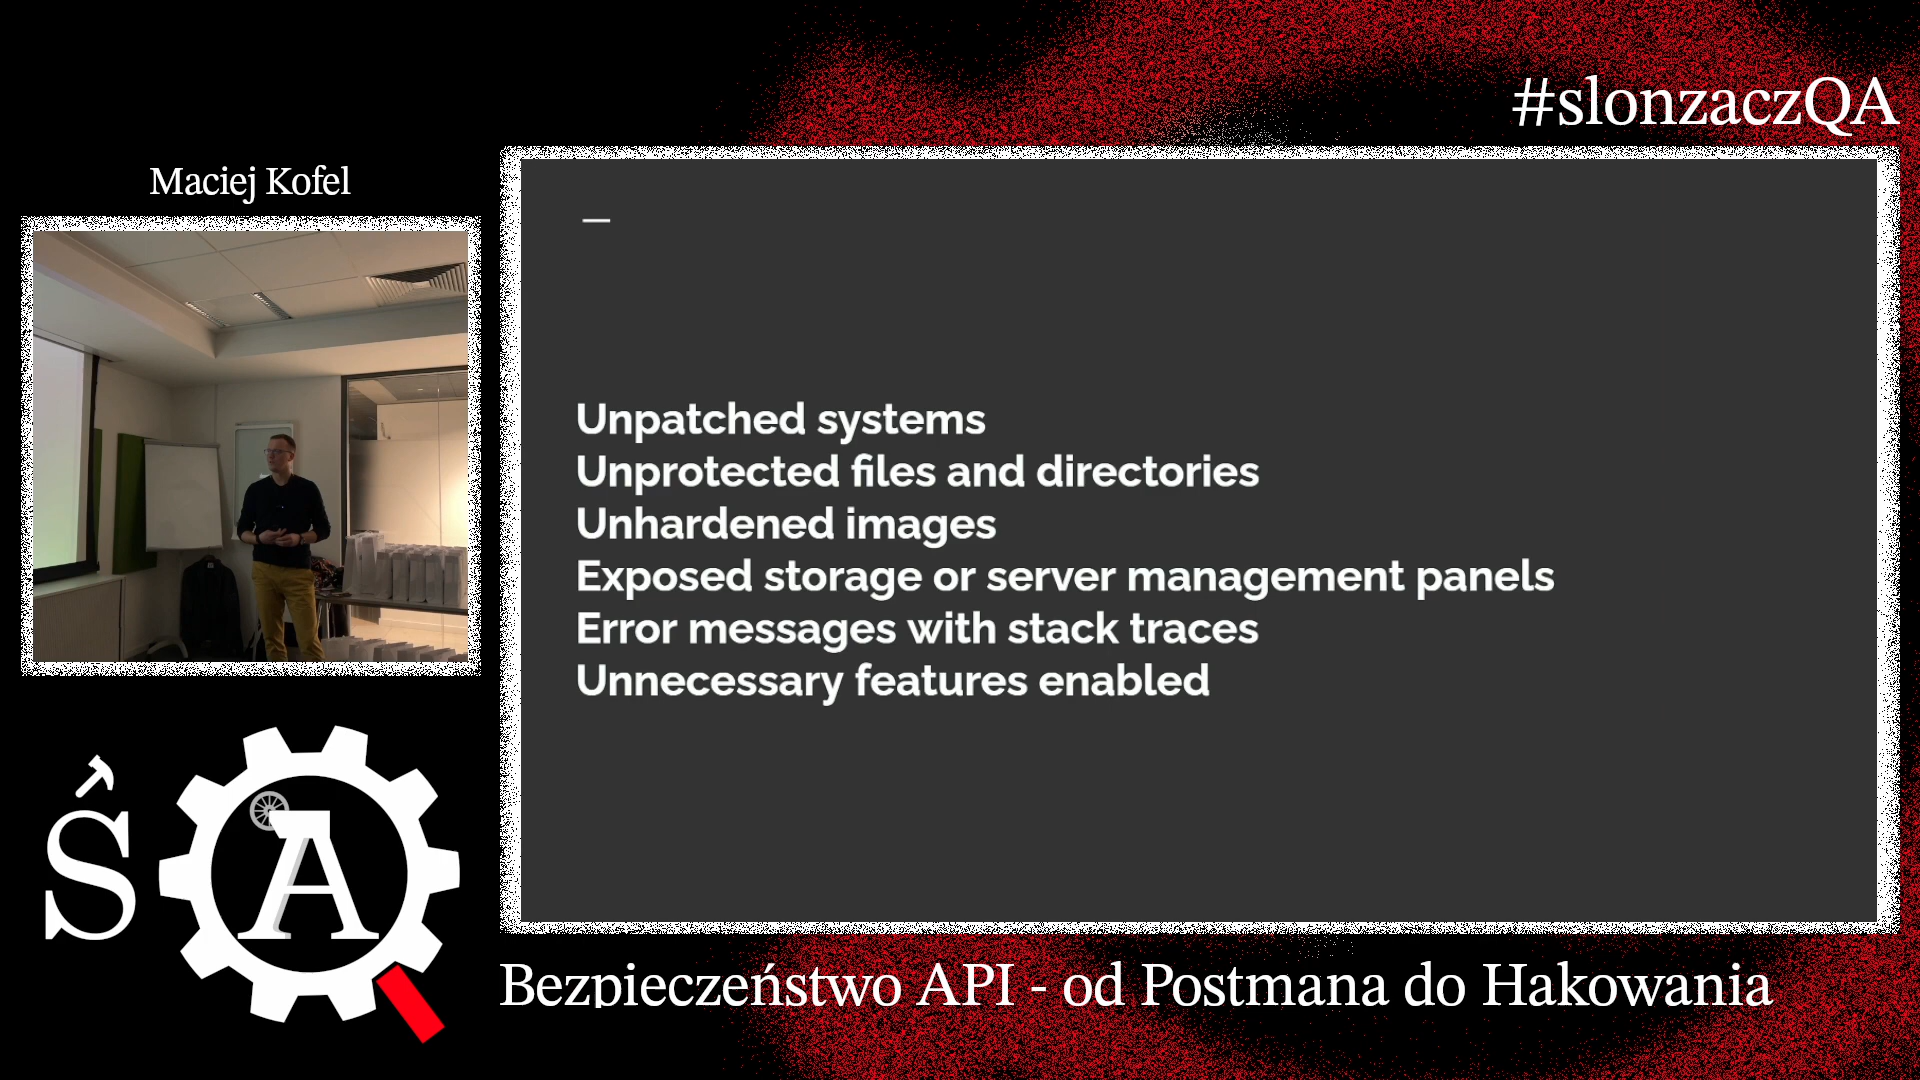 #slonzaczQA
Maciej Kofel
Unpatched systems
Unprotected files and directories
Unhardened images
Exposed storage or server management panels
Error messages with stack traces
Unnecessary features enabled
ŚQA
Bezpieczeństwo API - od Postmana do Hakowania